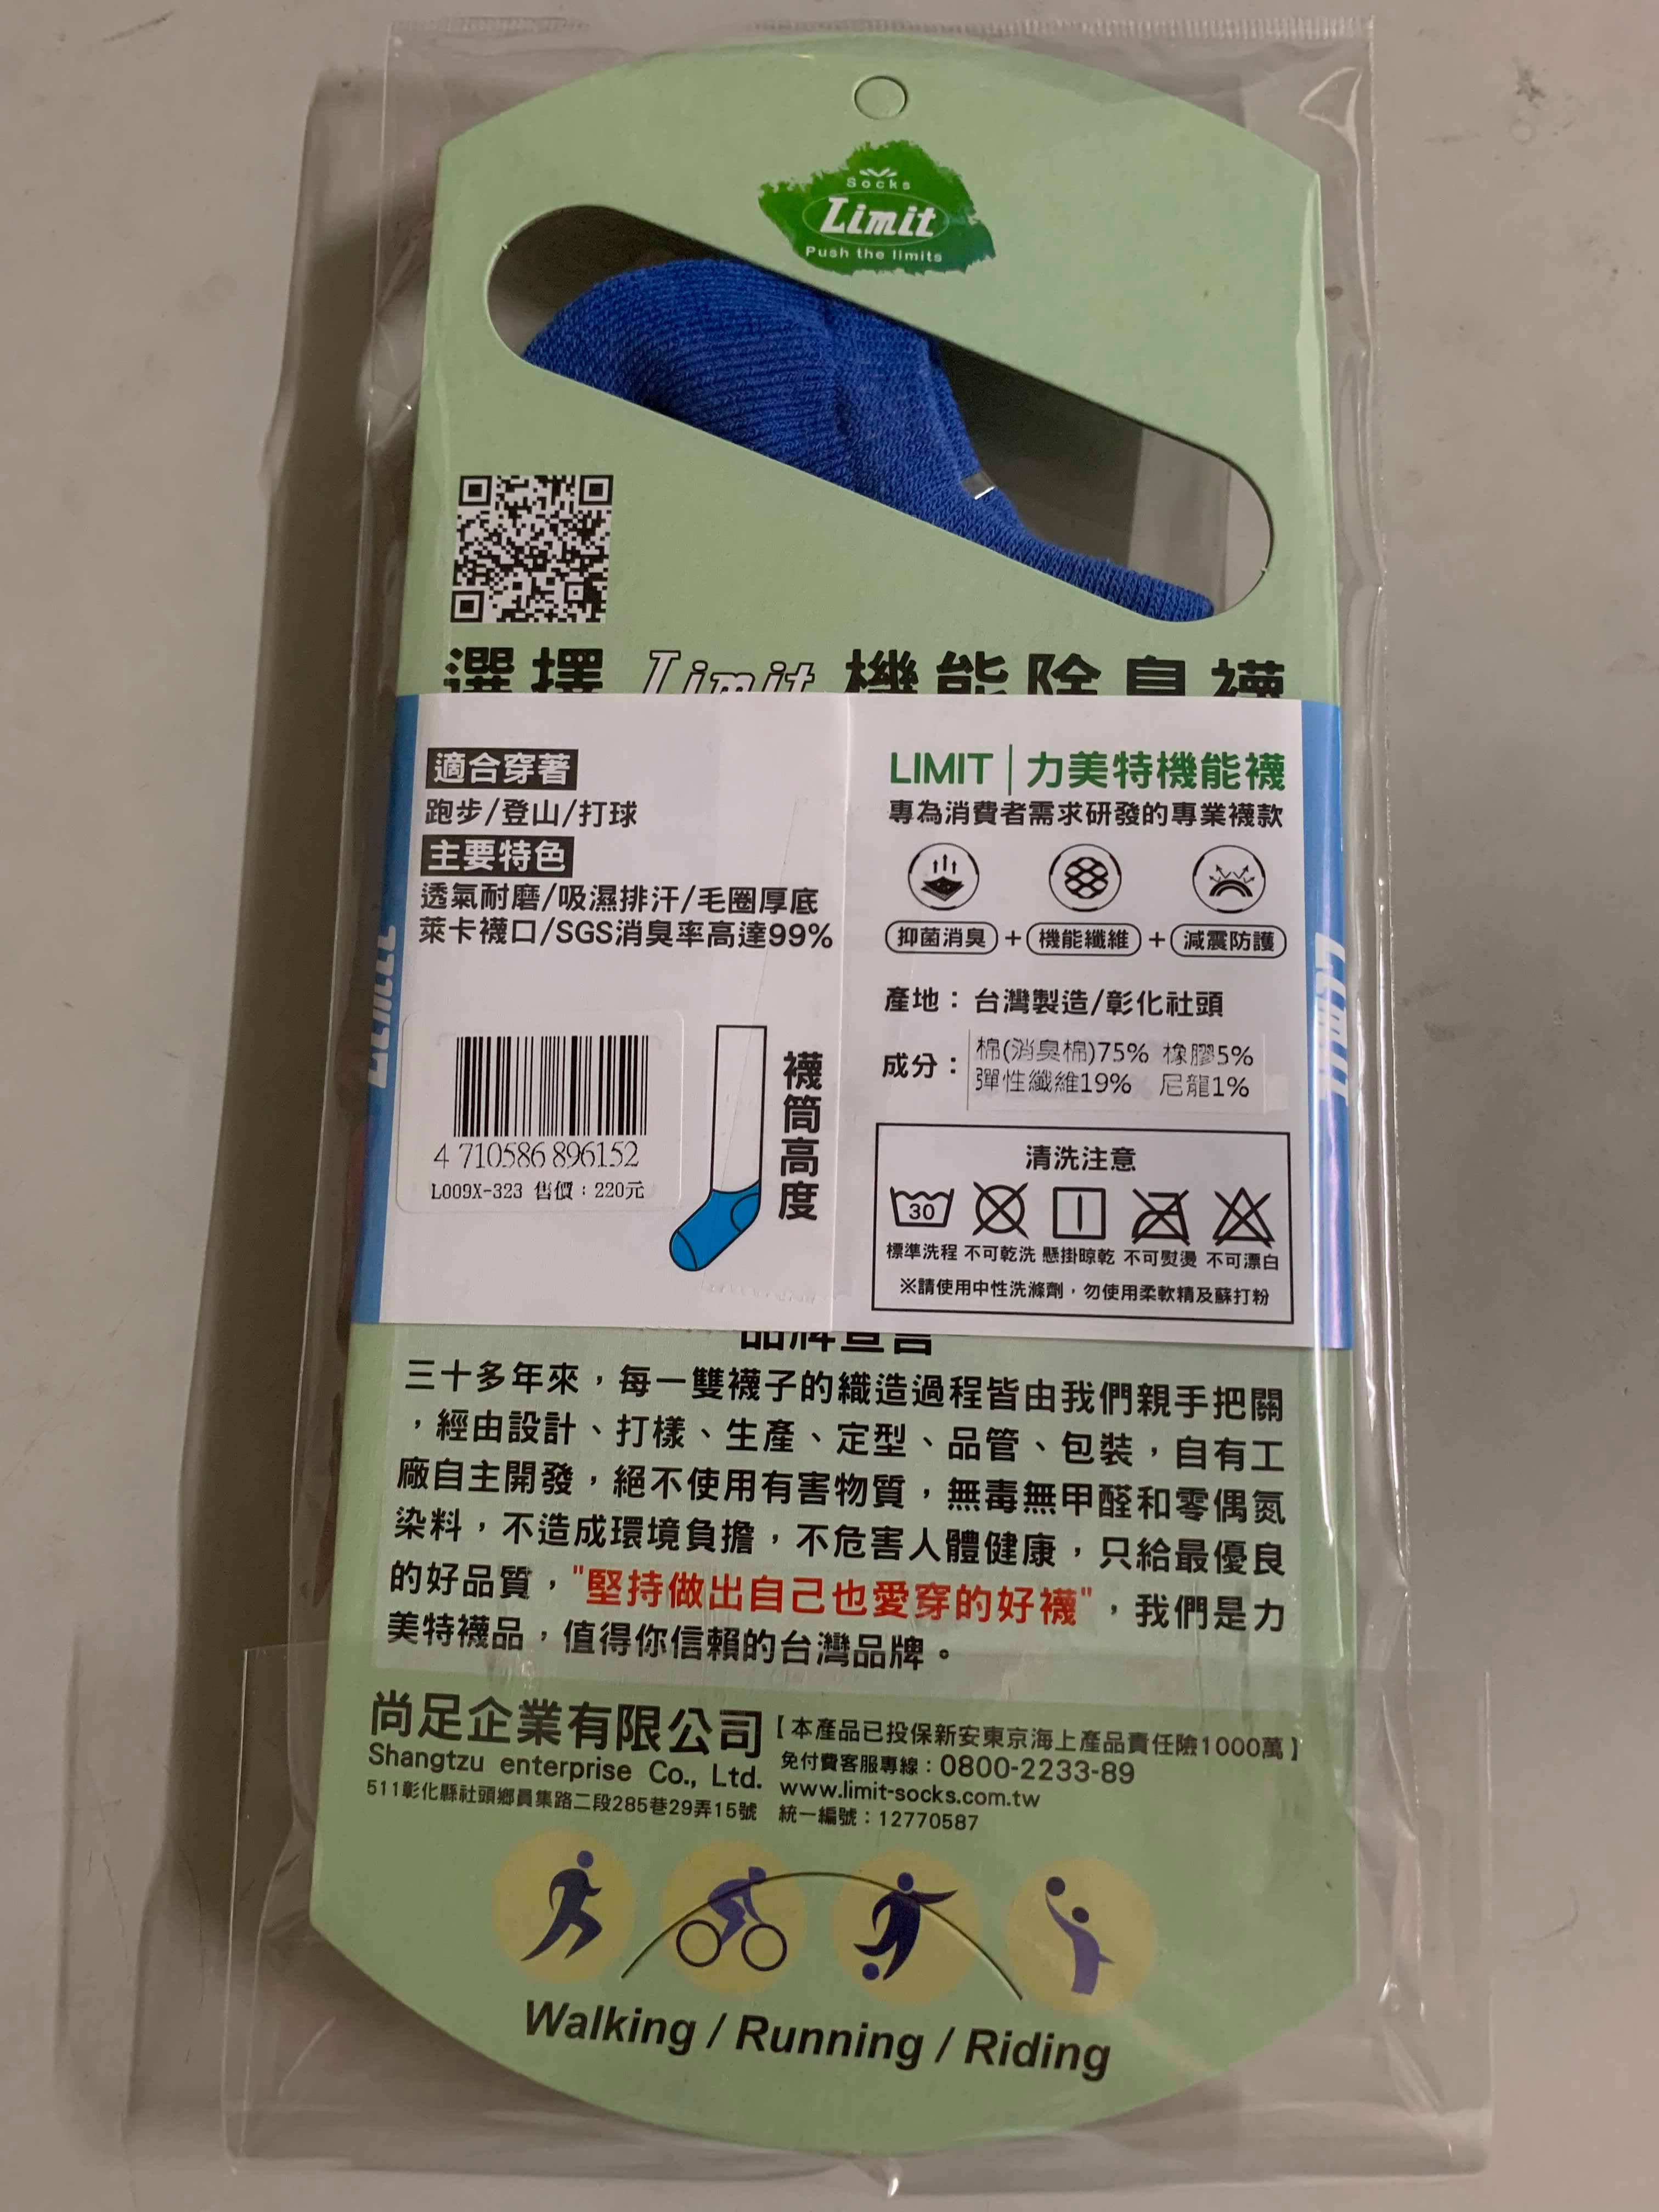 Socks
Limit
Push the limits
選擇 Limit 機能除臭襪
適合穿著
跑步/登山/打球
主要特色
透氣耐磨/吸濕排汗/毛圈厚底
萊卡襪口/SGS消臭率高達99%
4 710586 896152
L009X-323 售價：220元
襪筒高度
LIMIT | 力美特機能襪
專為消費者需求研發的專業襪款
抑菌消臭 + 機能纖維 + 減震防護
產地：台灣製造/彰化社頭
成分：
棉(消臭棉)75% 橡膠5%
彈性纖維19% 尼龍1%
清洗注意
30
標準洗程 不可乾洗 懸掛晾乾 不可熨燙 不可漂白
※請使用中性洗滌劑，勿使用柔軟精及蘇打粉
Limit
Limit
品牌宣言
三十多年來，每一雙襪子的織造過程皆由我們親手把關
，經由設計、打樣、生產、定型、品管、包裝，自有工
廠自主開發，絕不使用有害物質，無毒無甲醛和零偶氮
染料，不造成環境負擔，不危害人體健康，只給最優良
的好品質，"堅持做出自己也愛穿的好襪"，我們是力
美特襪品，值得你信賴的台灣品牌。
尚足企業有限公司
Shangtzu enterprise Co., Ltd.
511彰化縣社頭鄉員集路二段285巷29弄15號
【本產品已投保新安東京海上產品責任險1000萬】
免付費客服專線：0800-2233-89
www.limit-socks.com.tw
統一編號：12770587
Walking / Running / Riding